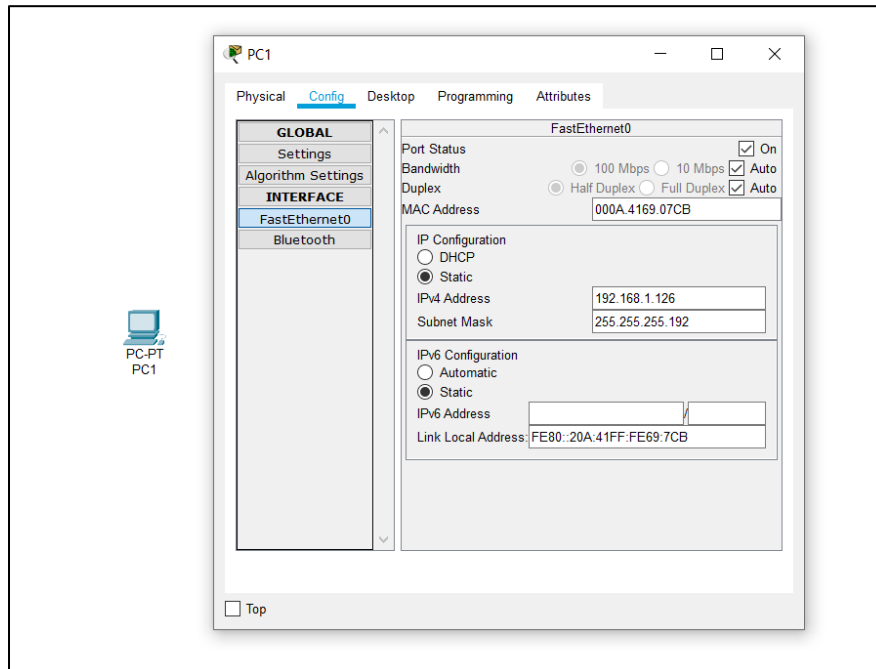 PC1
Physical Config Desktop Programming Attributes
GLOBAL
Settings
Algorithm Settings
INTERFACE
FastEthernet0
Bluetooth
FastEthernet0
Port Status On
Bandwidth 100 Mbps 10 Mbps Auto
Duplex Half Duplex Full Duplex Auto
MAC Address 000A.4169.07CB
IP Configuration
DHCP
Static
IPv4 Address 192.168.1.126
Subnet Mask 255.255.255.192
IPv6 Configuration
Automatic
Static
IPv6 Address /
Link Local Address: FE80::20A:41FF:FE69:7CB
PC-PT
PC1
Top